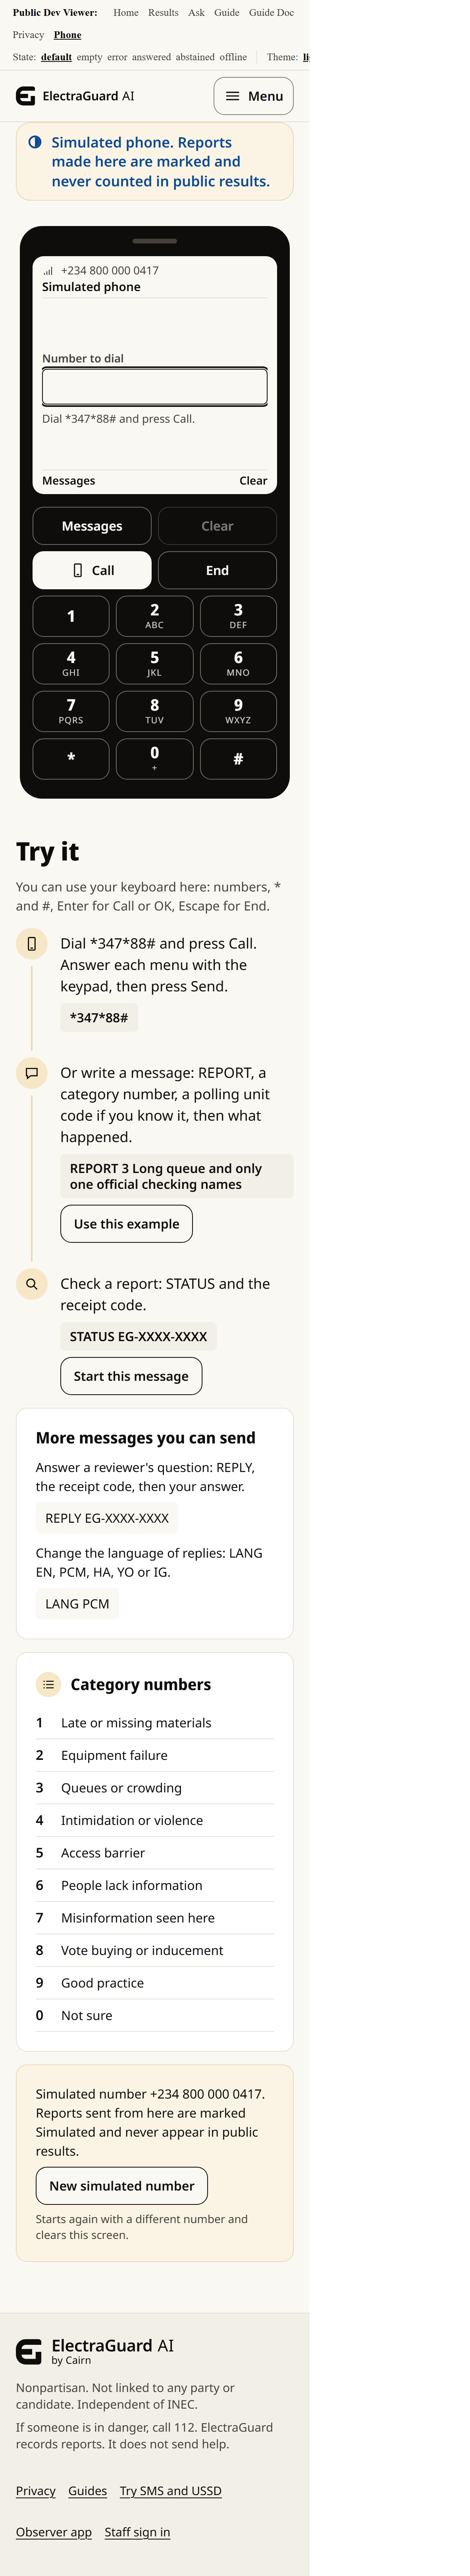 Public Dev Viewer: Home Results Ask Guide Guide Doc
Privacy Phone
State: default empty error answered abstained offline Theme:
ElectraGuard AI
Menu
Simulated phone. Reports
made here are marked and
never counted in public results.
+234 800 000 0417
Simulated phone
Number to dial
Dial *347*88# and press Call.
Messages Clear
Messages Clear
Call End
1 2 ABC 3 DEF
4 GHI 5 JKL 6 MNO
7 PQRS 8 TUV 9 WXYZ
* 0 + #
Try it
You can use your keyboard here: numbers, *
and #, Enter for Call or OK, Escape for End.
Dial *347*88# and press Call.
Answer each menu with the
keypad, then press Send.
*347*88#
Or write a message: REPORT, a
category number, a polling unit
code if you know it, then what
happened.
REPORT 3 Long queue and only
one official checking names
Use this example
Check a report: STATUS and the
receipt code.
STATUS EG-XXXX-XXXX
Start this message
More messages you can send
Answer a reviewer's question: REPLY,
the receipt code, then your answer.
REPLY EG-XXXX-XXXX
Change the language of replies: LANG
EN, PCM, HA, YO or IG.
LANG PCM
Category numbers
1 Late or missing materials
2 Equipment failure
3 Queues or crowding
4 Intimidation or violence
5 Access barrier
6 People lack information
7 Misinformation seen here
8 Vote buying or inducement
9 Good practice
0 Not sure
Simulated number +234 800 000 0417.
Reports sent from here are marked
Simulated and never appear in public
results.
New simulated number
Starts again with a different number and
clears this screen.
ElectraGuard AI
by Cairn
Nonpartisan. Not linked to any party or
candidate. Independent of INEC.
If someone is in danger, call 112. ElectraGuard
records reports. It does not send help.
Privacy Guides Try SMS and USSD
Observer app Staff sign in